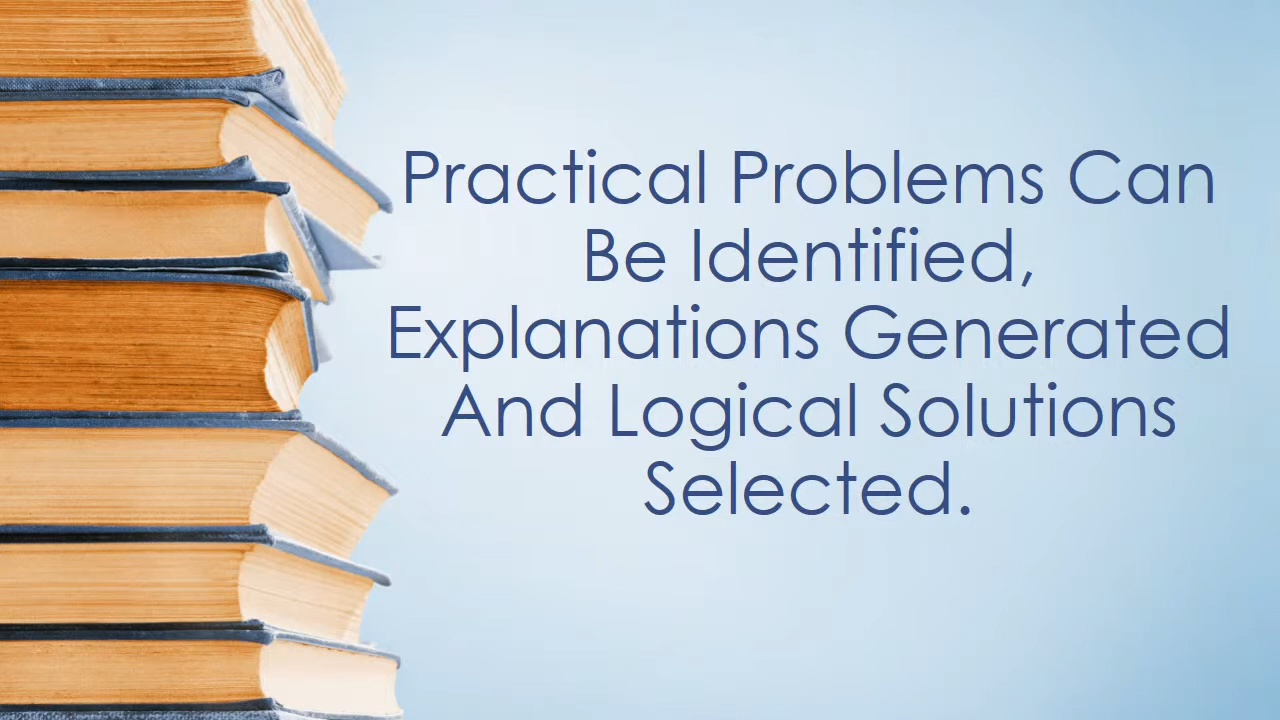 Practical Problems Can
Be Identified,
Explanations Generated
And Logical Solutions
Selected.